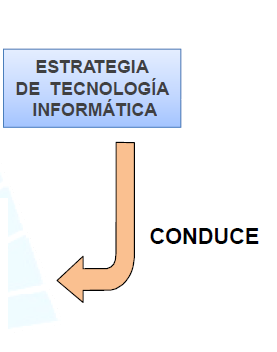 ESTRATEGIA
DE TECNOLOGÍA
INFORMÁTICA
CONDUCE